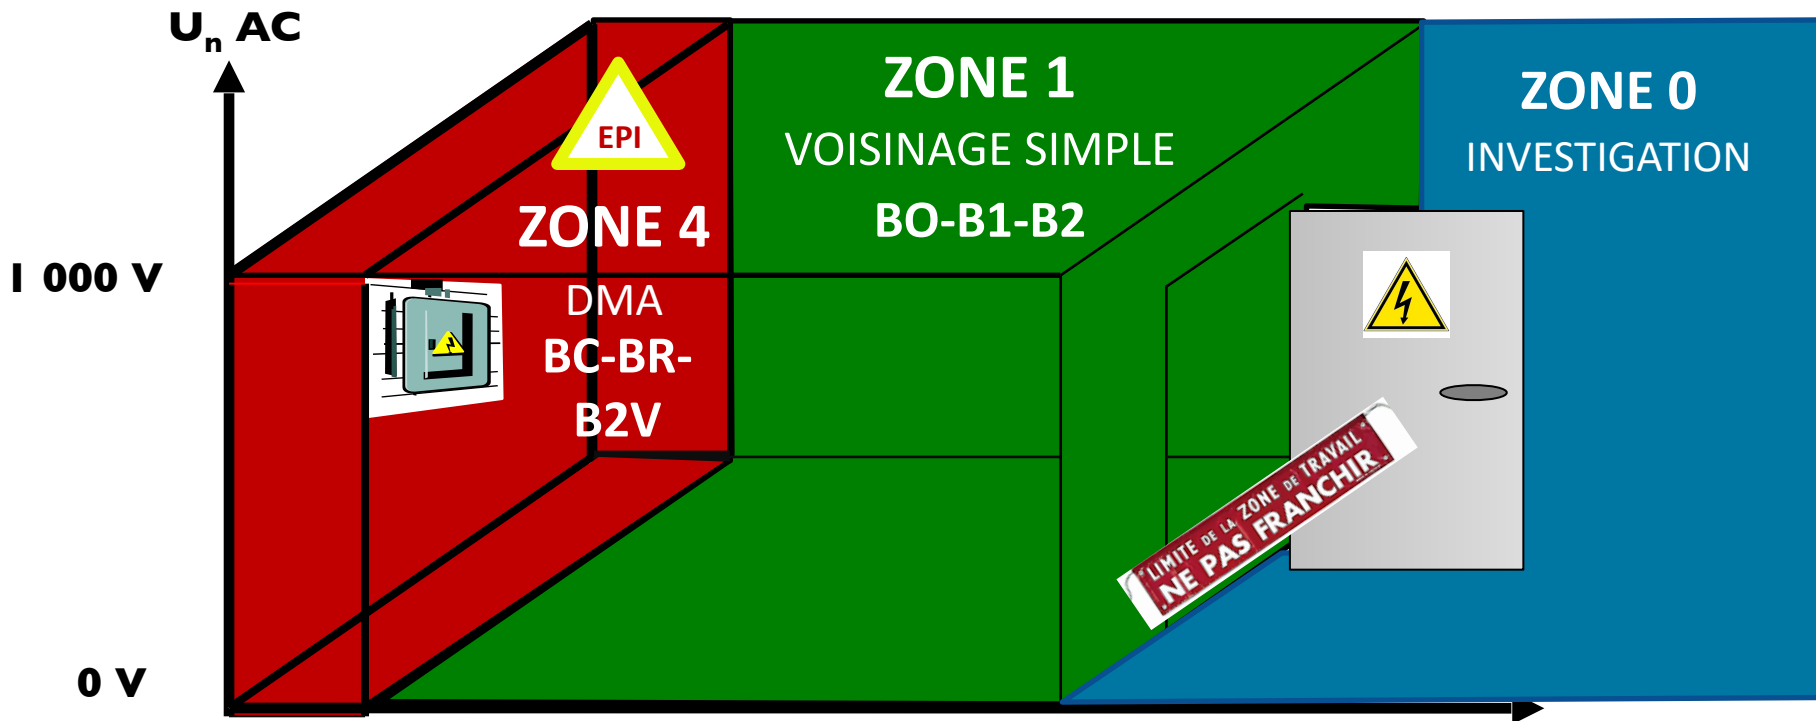 Un AC
EPI
ZONE 1
VOISINAGE SIMPLE
BO-B1-B2
ZONE 0
INVESTIGATION
ZONE 4
DMA
BC-BR-
B2V
1 000 V
LIMITE DE LA ZONE DE TRAVAIL
NE PAS FRANCHIR
0 V